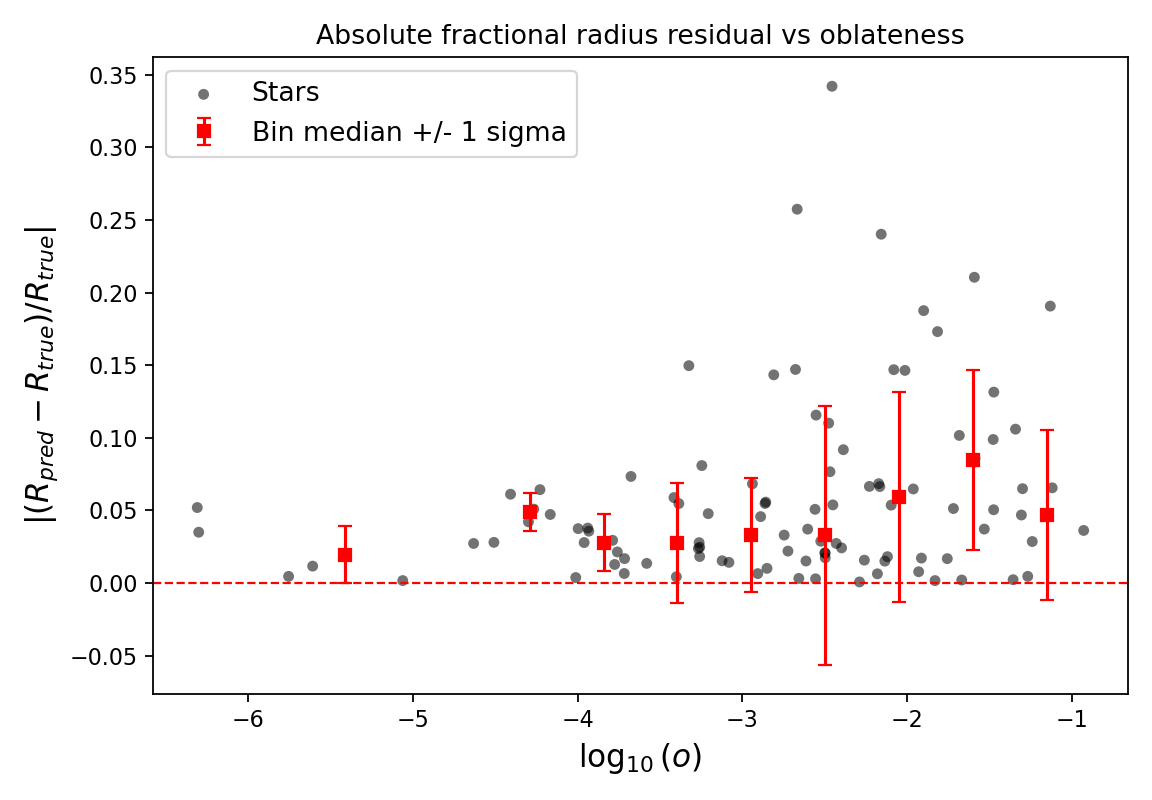 Absolute fractional radius residual vs oblateness
Stars
Bin median +/- 1 sigma
|(R_pred − R_true)/R_true|
0.35
0.30
0.25
0.20
0.15
0.10
0.05
0.00
−0.05
−6 −5 −4 −3 −2 −1
log₁₀ (o)